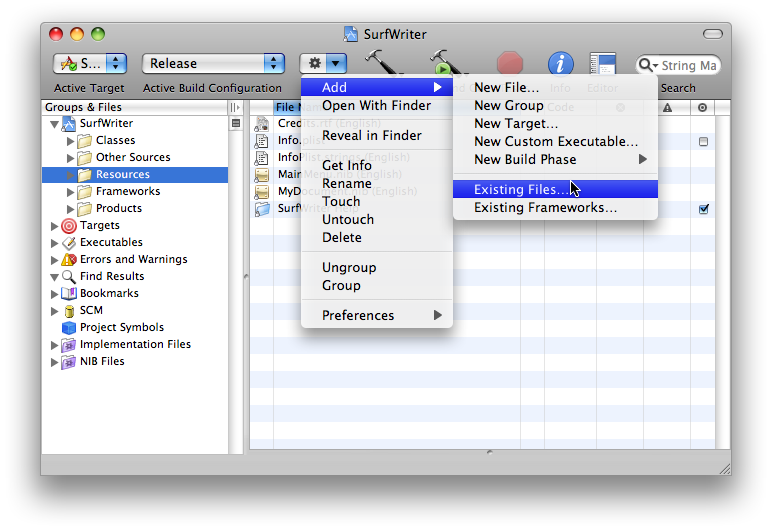 SurfWriter
S...
Release
Active Target
Active Build Configuration
Info
Editor
String Ma
Search
Groups & Files
File Name
Code
SurfWriter
Classes
Other Sources
Resources
Frameworks
Products
Targets
Executables
Errors and Warnings
Find Results
Bookmarks
SCM
Project Symbols
Implementation Files
NIB Files
Credits.rtf (English)
Info.plist
InfoPlist.strings (English)
MainMenu.nib (English)
MyDocument.nib (English)
SurfWriter Help
Add
Open With Finder
Reveal in Finder
Get Info
Rename
Touch
Untouch
Delete
Ungroup
Group
Preferences
New File...
New Group
New Target...
New Custom Executable...
New Build Phase
Existing Files...
Existing Frameworks...